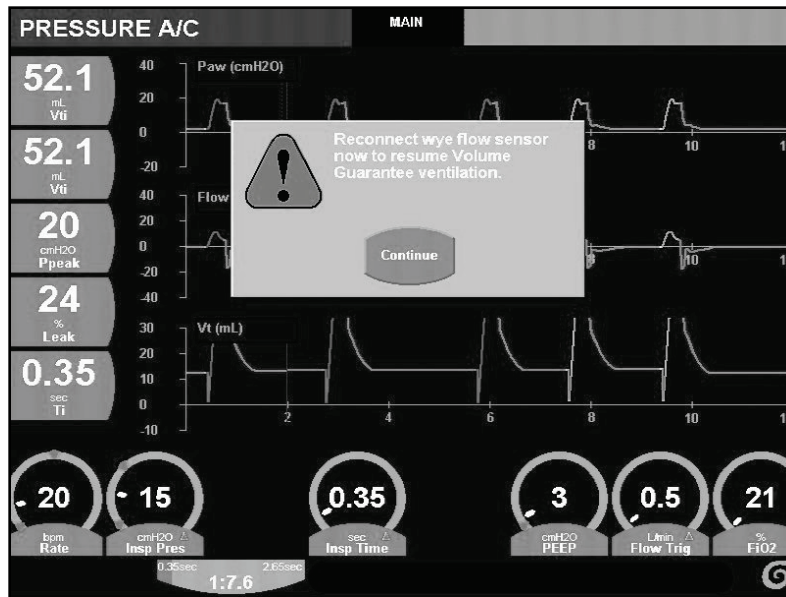 PRESSURE A/C
MAIN
52.1
mL
Vti
52.1
mL
Vti
20
cmH2O
Ppeak
24
%
Leak
0.35
sec
Ti
Paw (cmH2O)
40
20
0
-20
8
10
Reconnect wye flow sensor
now to resume Volume
Guarantee ventilation.
Continue
Flow
40
20
0
-20
-40
8
10
Vt (mL)
30
20
10
0
-10
2
4
6
8
10
20
bpm
Rate
15
cmH2O
Insp Pres
0.35
sec
Insp Time
3
cmH2O
PEEP
0.5
L/min
Flow Trig
21
%
FiO2
0.35sec
2.65sec
1:7.6